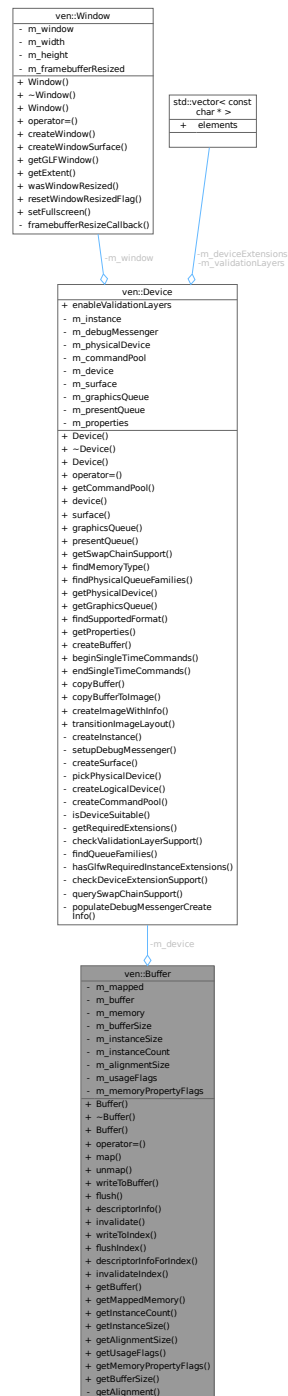 ven::Window
- m_window
- m_width
- m_height
- m_framebufferResized
+ Window()
+ ~Window()
+ Window()
+ operator=()
+ createWindow()
+ createWindowSurface()
+ getGLFWindow()
+ getExtent()
+ wasWindowResized()
+ resetWindowResizedFlag()
+ setFullscreen()
- framebufferResizeCallback()
std::vector< const
char * >
+ elements
-m_window
-m_deviceExtensions
-m_validationLayers
ven::Device
+ enableValidationLayers
- m_instance
- m_debugMessenger
- m_physicalDevice
- m_commandPool
- m_device
- m_surface
- m_graphicsQueue
- m_presentQueue
- m_properties
+ Device()
+ ~Device()
+ Device()
+ operator=()
+ getCommandPool()
+ device()
+ surface()
+ graphicsQueue()
+ presentQueue()
+ getSwapChainSupport()
+ findMemoryType()
+ findPhysicalQueueFamilies()
+ getPhysicalDevice()
+ getGraphicsQueue()
+ findSupportedFormat()
+ getProperties()
+ createBuffer()
+ beginSingleTimeCommands()
+ endSingleTimeCommands()
+ copyBuffer()
+ copyBufferToImage()
+ createImageWithInfo()
+ transitionImageLayout()
- createInstance()
- setupDebugMessenger()
- createSurface()
- pickPhysicalDevice()
- createLogicalDevice()
- createCommandPool()
- isDeviceSuitable()
- getRequiredExtensions()
- checkValidationLayerSupport()
- findQueueFamilies()
- hasGlfwRequiredInstanceExtensions()
- checkDeviceExtensionSupport()
- querySwapChainSupport()
- populateDebugMessengerCreate
Info()
-m_device
ven::Buffer
- m_mapped
- m_buffer
- m_memory
- m_bufferSize
- m_instanceSize
- m_instanceCount
- m_alignmentSize
- m_usageFlags
- m_memoryPropertyFlags
+ Buffer()
+ ~Buffer()
+ Buffer()
+ operator=()
+ map()
+ unmap()
+ writeToBuffer()
+ flush()
+ descriptorInfo()
+ invalidate()
+ writeToIndex()
+ flushIndex()
+ descriptorInfoForIndex()
+ invalidateIndex()
+ getBuffer()
+ getMappedMemory()
+ getInstanceCount()
+ getInstanceSize()
+ getAlignmentSize()
+ getUsageFlags()
+ getMemoryPropertyFlags()
+ getBufferSize()
- getAlignment()